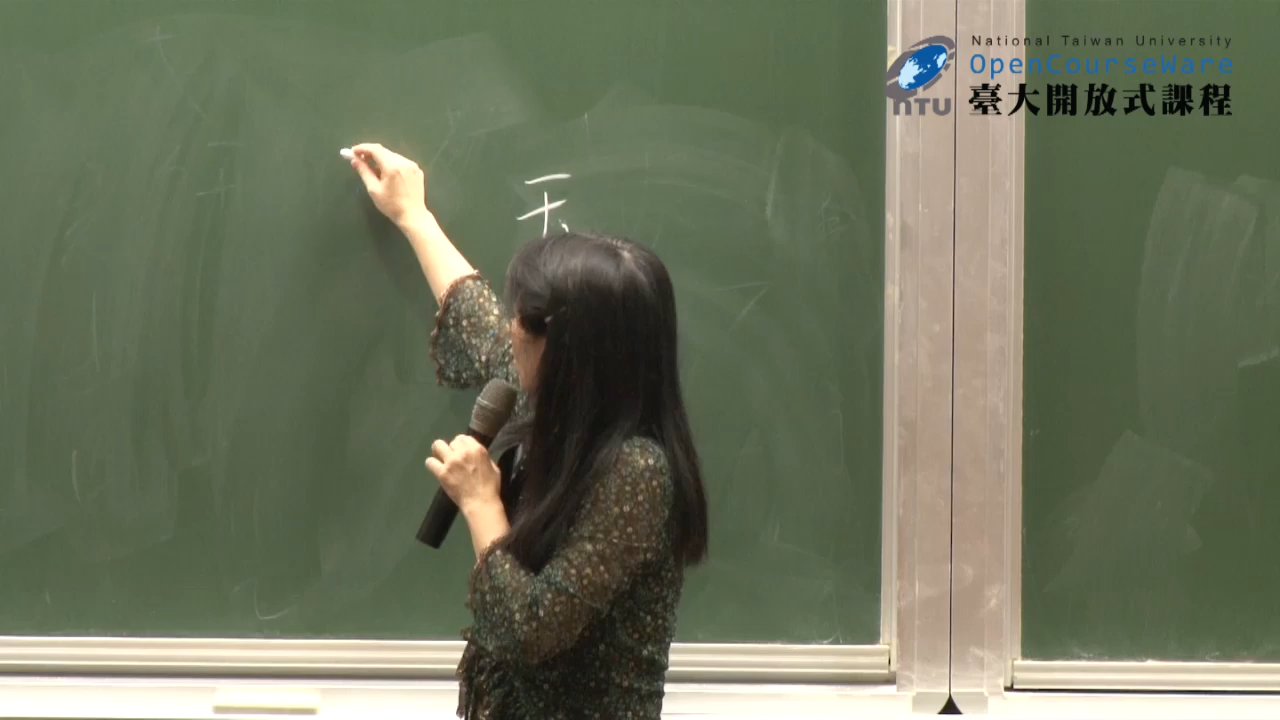 National Taiwan University
OpenCourseWare
NTU
臺大開放式課程